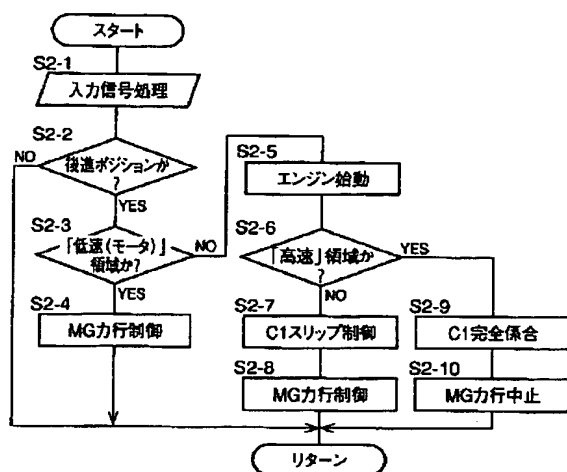 スタート
S2-1
入力信号処理
S2-2
NO
後進ポジションか
?
YES
S2-3
「低速(モータ)」
領域か?
NO
YES
S2-4
MG力行制御
S2-5
エンジン始動
S2-6
「高速」領域か
?
YES
NO
S2-7
C1スリップ制御
S2-8
MG力行制御
S2-9
C1完全係合
S2-10
MG力行中止
リターン